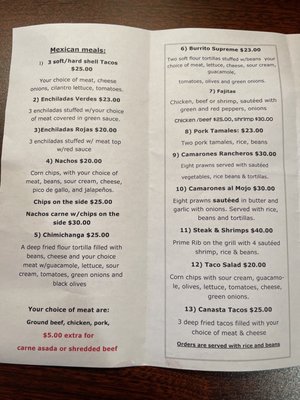 Mexican meals:
1) 3 soft/hard shell Tacos
$25.00
Your choice of meat, cheese
onions, cilantro lettuce, tomatoes.
2) Enchiladas Verdes $23.00
3 enchiladas stuffed w/your choice
of meat covered in green sauce.
3)Enchiladas Rojas $20.00
3 enchiladas stuffed w/ meat topp
w/red sauce
4) Nachos $20.00
Corn chips, with your choice of
meat, beans, sour cream, cheese,
pico de gallo, and jalapeños.
Chips on the side $25.00
Nachos carne w/chips on the
side $30.00
5) Chimichanga $25.00
A deep fried flour tortilla filled with
beans, cheese and your choice
meat w/guacamole, lettuce, sour
cream, tomatoes, green onions and
black olives
Your choice of meat are:
Ground beef, chicken, pork,
$5.00 extra for
carne asada or shredded beef
6) Burrito Supreme $23.00
Two soft flour tortillas stuffed w/beans your
choice of meat, lettuce, cheese, sour cream,
guacamole,
tomatoes, olives and green onions.
7) Fajitas
Chicken, beef or shrimp, sautéed with
green and red peppers, onions
chicken/beef $25.00, shrimp $30.00
8) Pork Tamales: $23.00
Two pork tamales, rice, beans
9) Camarones Rancheros $30.00
Eight prawns served with sautéed
vegetables, rice beans & tortillas.
10) Camarones al Mojo $30.00
Eight prawns sautéed in butter and
garlic with onions. Served with rice,
beans and tortillas.
11) Steak & Shrimps $40.00
Prime Rib on the grill with 4 sautéed
shrimp, rice & beans.
12) Taco Salad $20.00
Corn chips with sour cream, guacamo-
le, olives, lettuce, tomatoes, cheese,
green onions.
13) Canasta Tacos $25.00
3 deep fried tacos filled with your
choice of meat & cheese
Orders are served with rice and beans